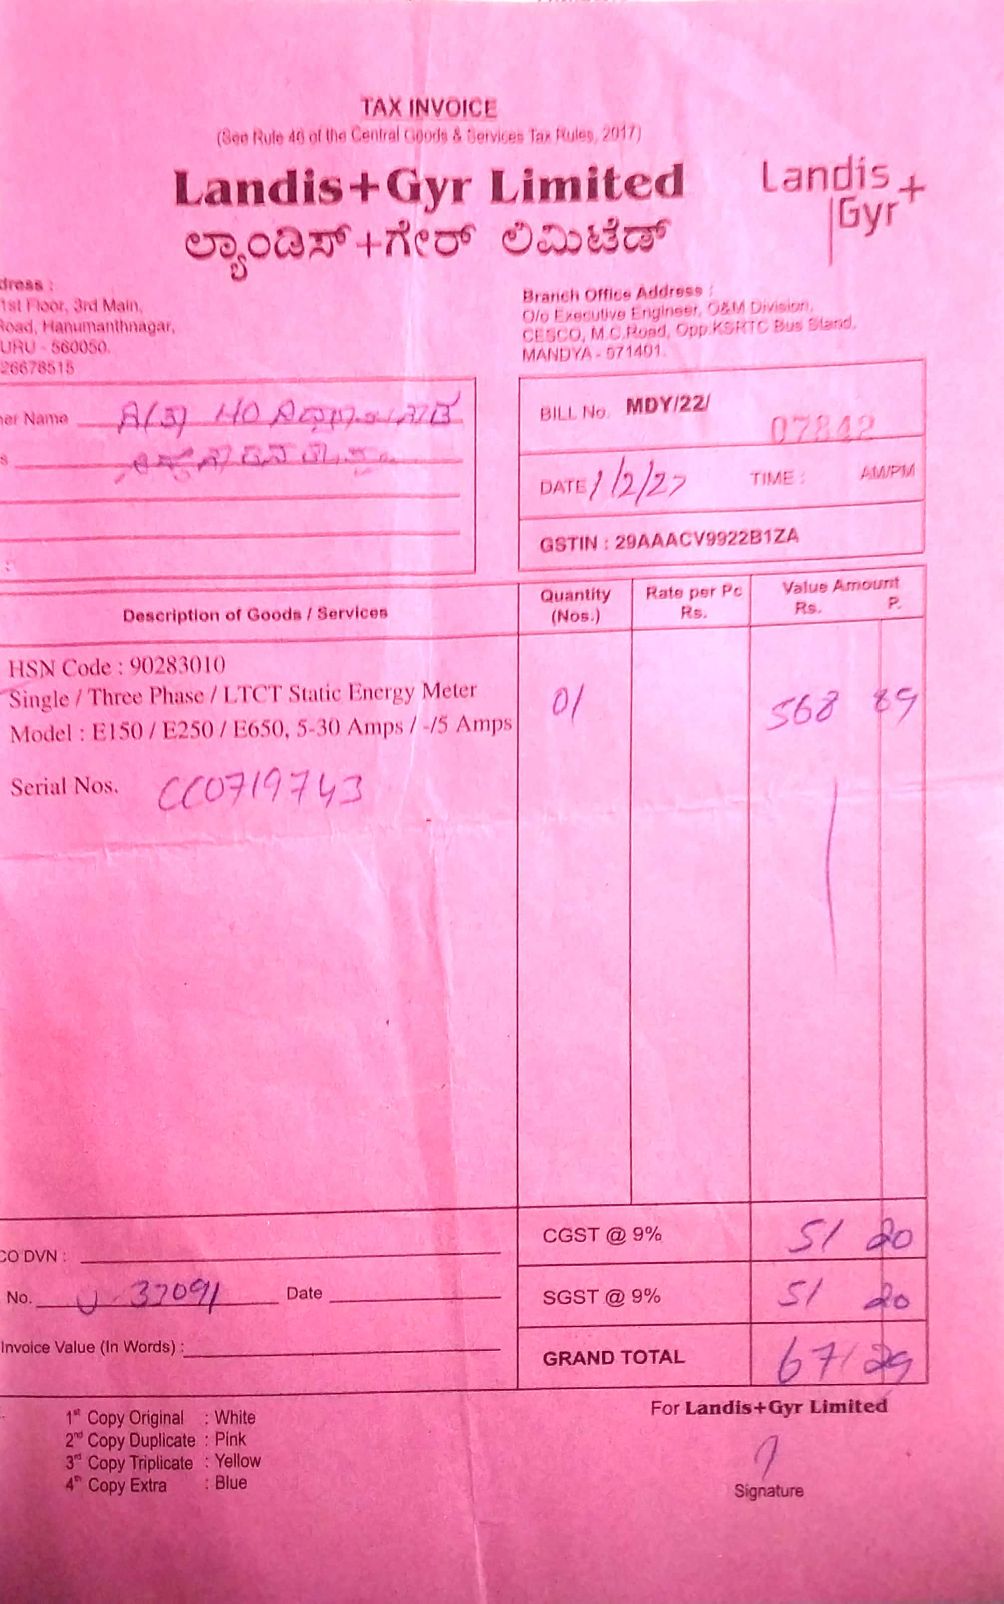 TAX INVOICE
(See Rule 46 of the Central Goods & Services Tax Rules, 2017)
Landis+Gyr Limited
ಲ್ಯಾಂಡಿಸ್+ಗೇರ್ ಲಿಮಿಟೆಡ್
Landis+
Gyr
dress :
1st Floor, 3rd Main,
Road, Hanumanthnagar,
URU - 560050.
26678515
Branch Office Address :
O/o Executive Engineer, O&M Division,
CESCO, M.C.Road, Opp.KSRTC Bus Stand,
MANDYA - 571401.
er Name
s
BILL No. MDY/22/ 07842
DATE 1/2/27 TIME : AM/PM
GSTIN : 29AAACV9922B1ZA
Description of Goods / Services Quantity (Nos.) Rate per Pc Rs. Value Amount Rs. P.
HSN Code : 90283010
Single / Three Phase / LTCT Static Energy Meter
Model : E150 / E250 / E650, 5-30 Amps / -/5 Amps
01 568 89
Serial Nos. CC0719743
CO DVN :
CGST @ 9% 51 20
No. U-37091 Date
SGST @ 9% 51 20
Invoice Value (In Words) :
GRAND TOTAL 671 29
1st Copy Original : White
2nd Copy Duplicate : Pink
3rd Copy Triplicate : Yellow
4th Copy Extra : Blue
For Landis+Gyr Limited
Signature